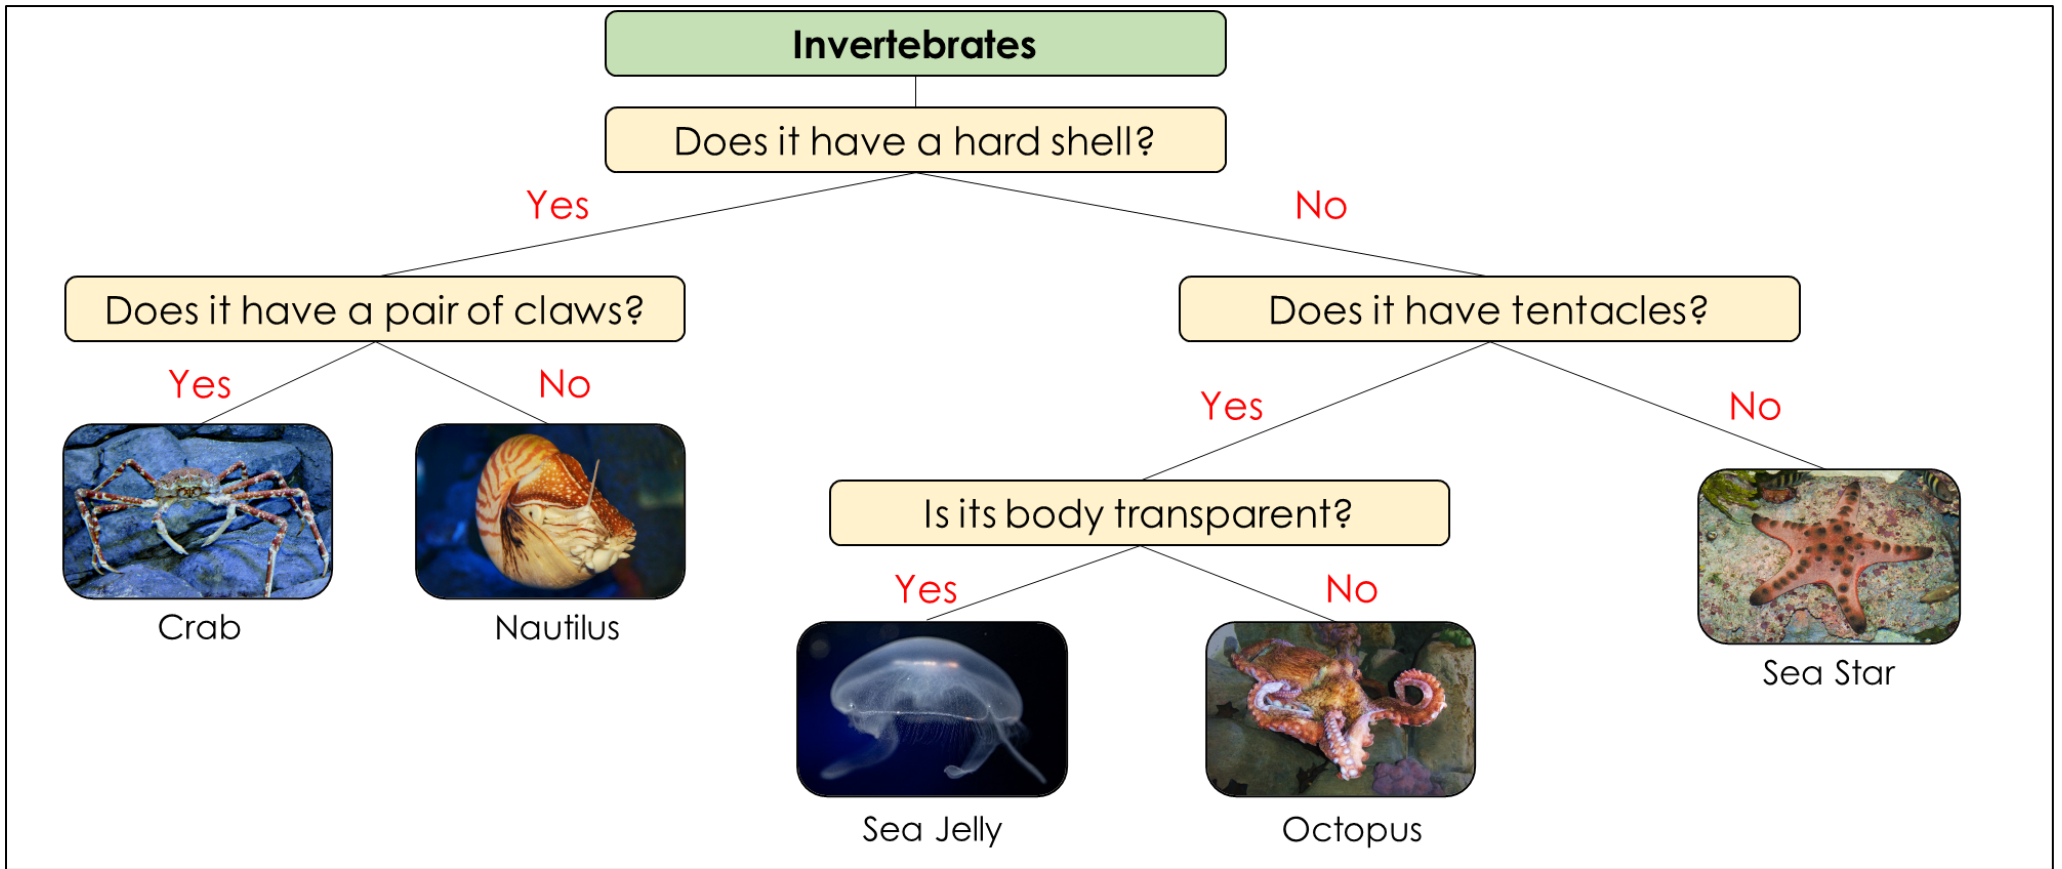 Invertebrates
Does it have a hard shell?
Yes
No
Does it have a pair of claws?
Does it have tentacles?
Yes
No
Yes
No
Is its body transparent?
Yes
No
Crab
Nautilus
Sea Star
Sea Jelly
Octopus